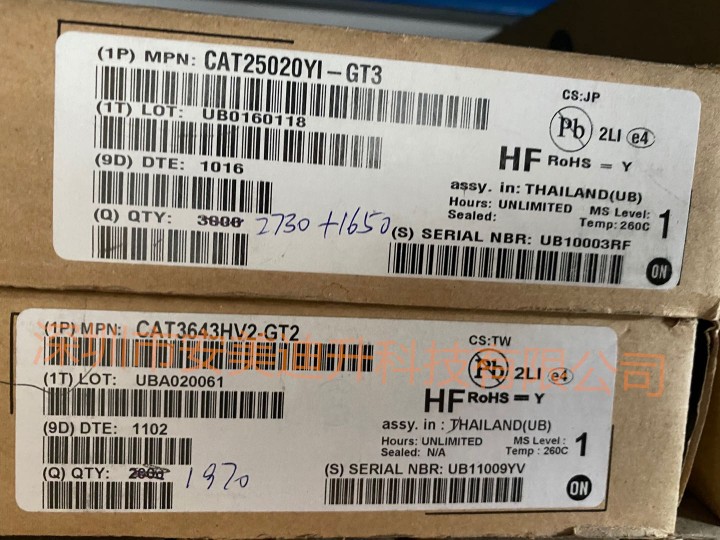 (1P) MPN: CAT25020YI-GT3
CS:JP
(1T) LOT: UB0160118
Pb 2LI e4
(9D) DTE: 1016
HF RoHS = Y
assy. in: THAILAND(UB)
Hours: UNLIMITED MS Level: 1
Sealed: Temp: 260C
(Q) QTY: 3000 2730+1650
(S) SERIAL NBR: UB10003RF
ON
(1P) MPN: CAT3643HV2-GT2
CS:TW
深圳市安美迪升科技有限公司
(1T) LOT: UBA020061
Pb 2LI e4
HF RoHS = Y
(9D) DTE: 1102
assy. in : THAILAND(UB)
Hours: UNLIMITED MS Level : 1
Sealed: N/A Temp : 260C
(Q) QTY: 2000 1970
(S) SERIAL NBR: UB11009YV
ON